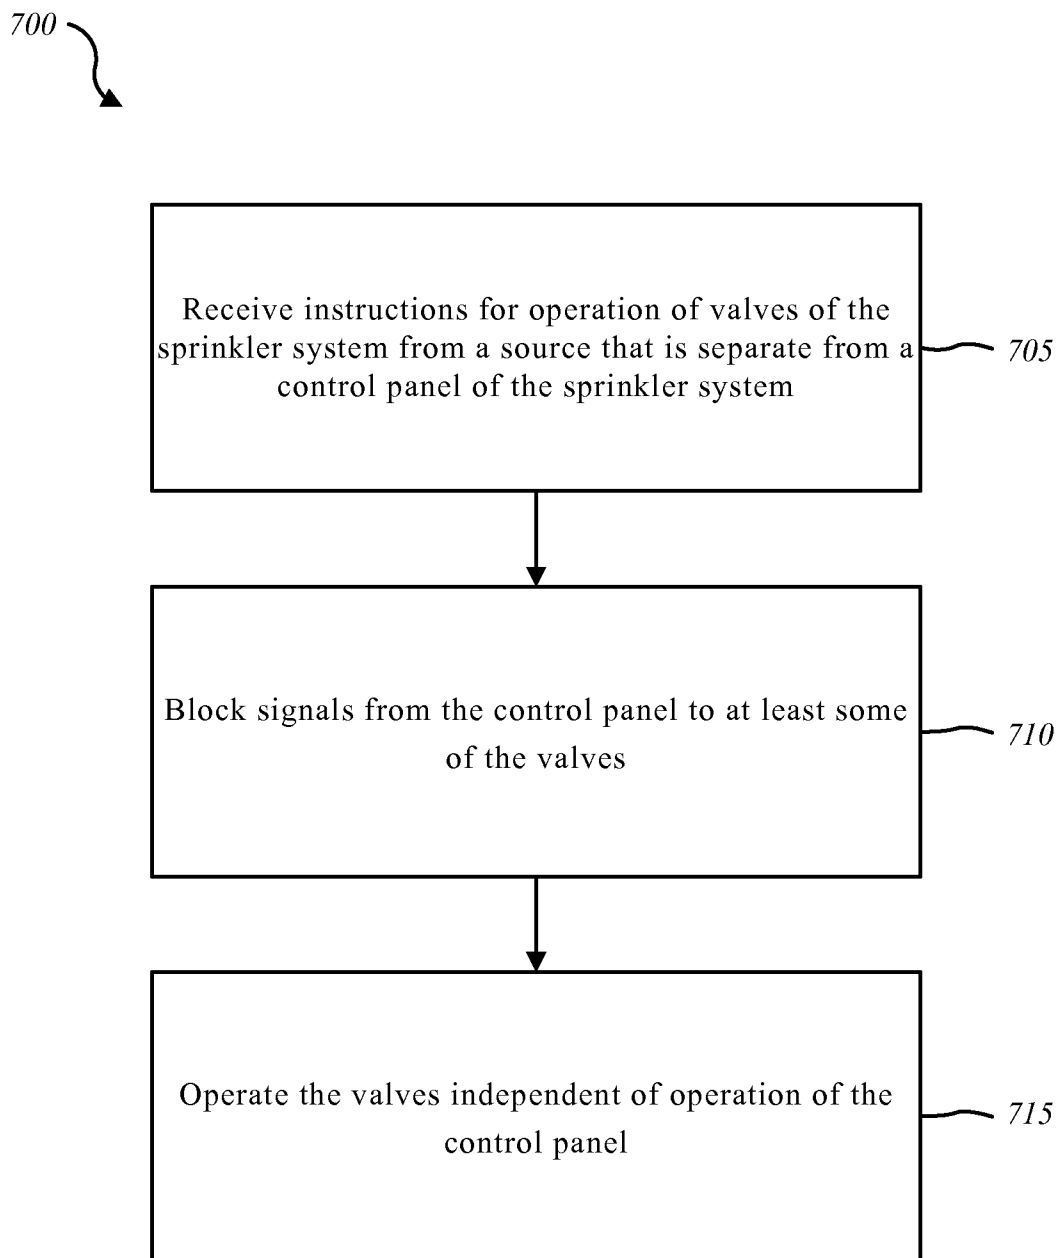 700
Receive instructions for operation of valves of the
sprinkler system from a source that is separate from a
control panel of the sprinkler system
705
Block signals from the control panel to at least some
of the valves
710
Operate the valves independent of operation of the
control panel
715